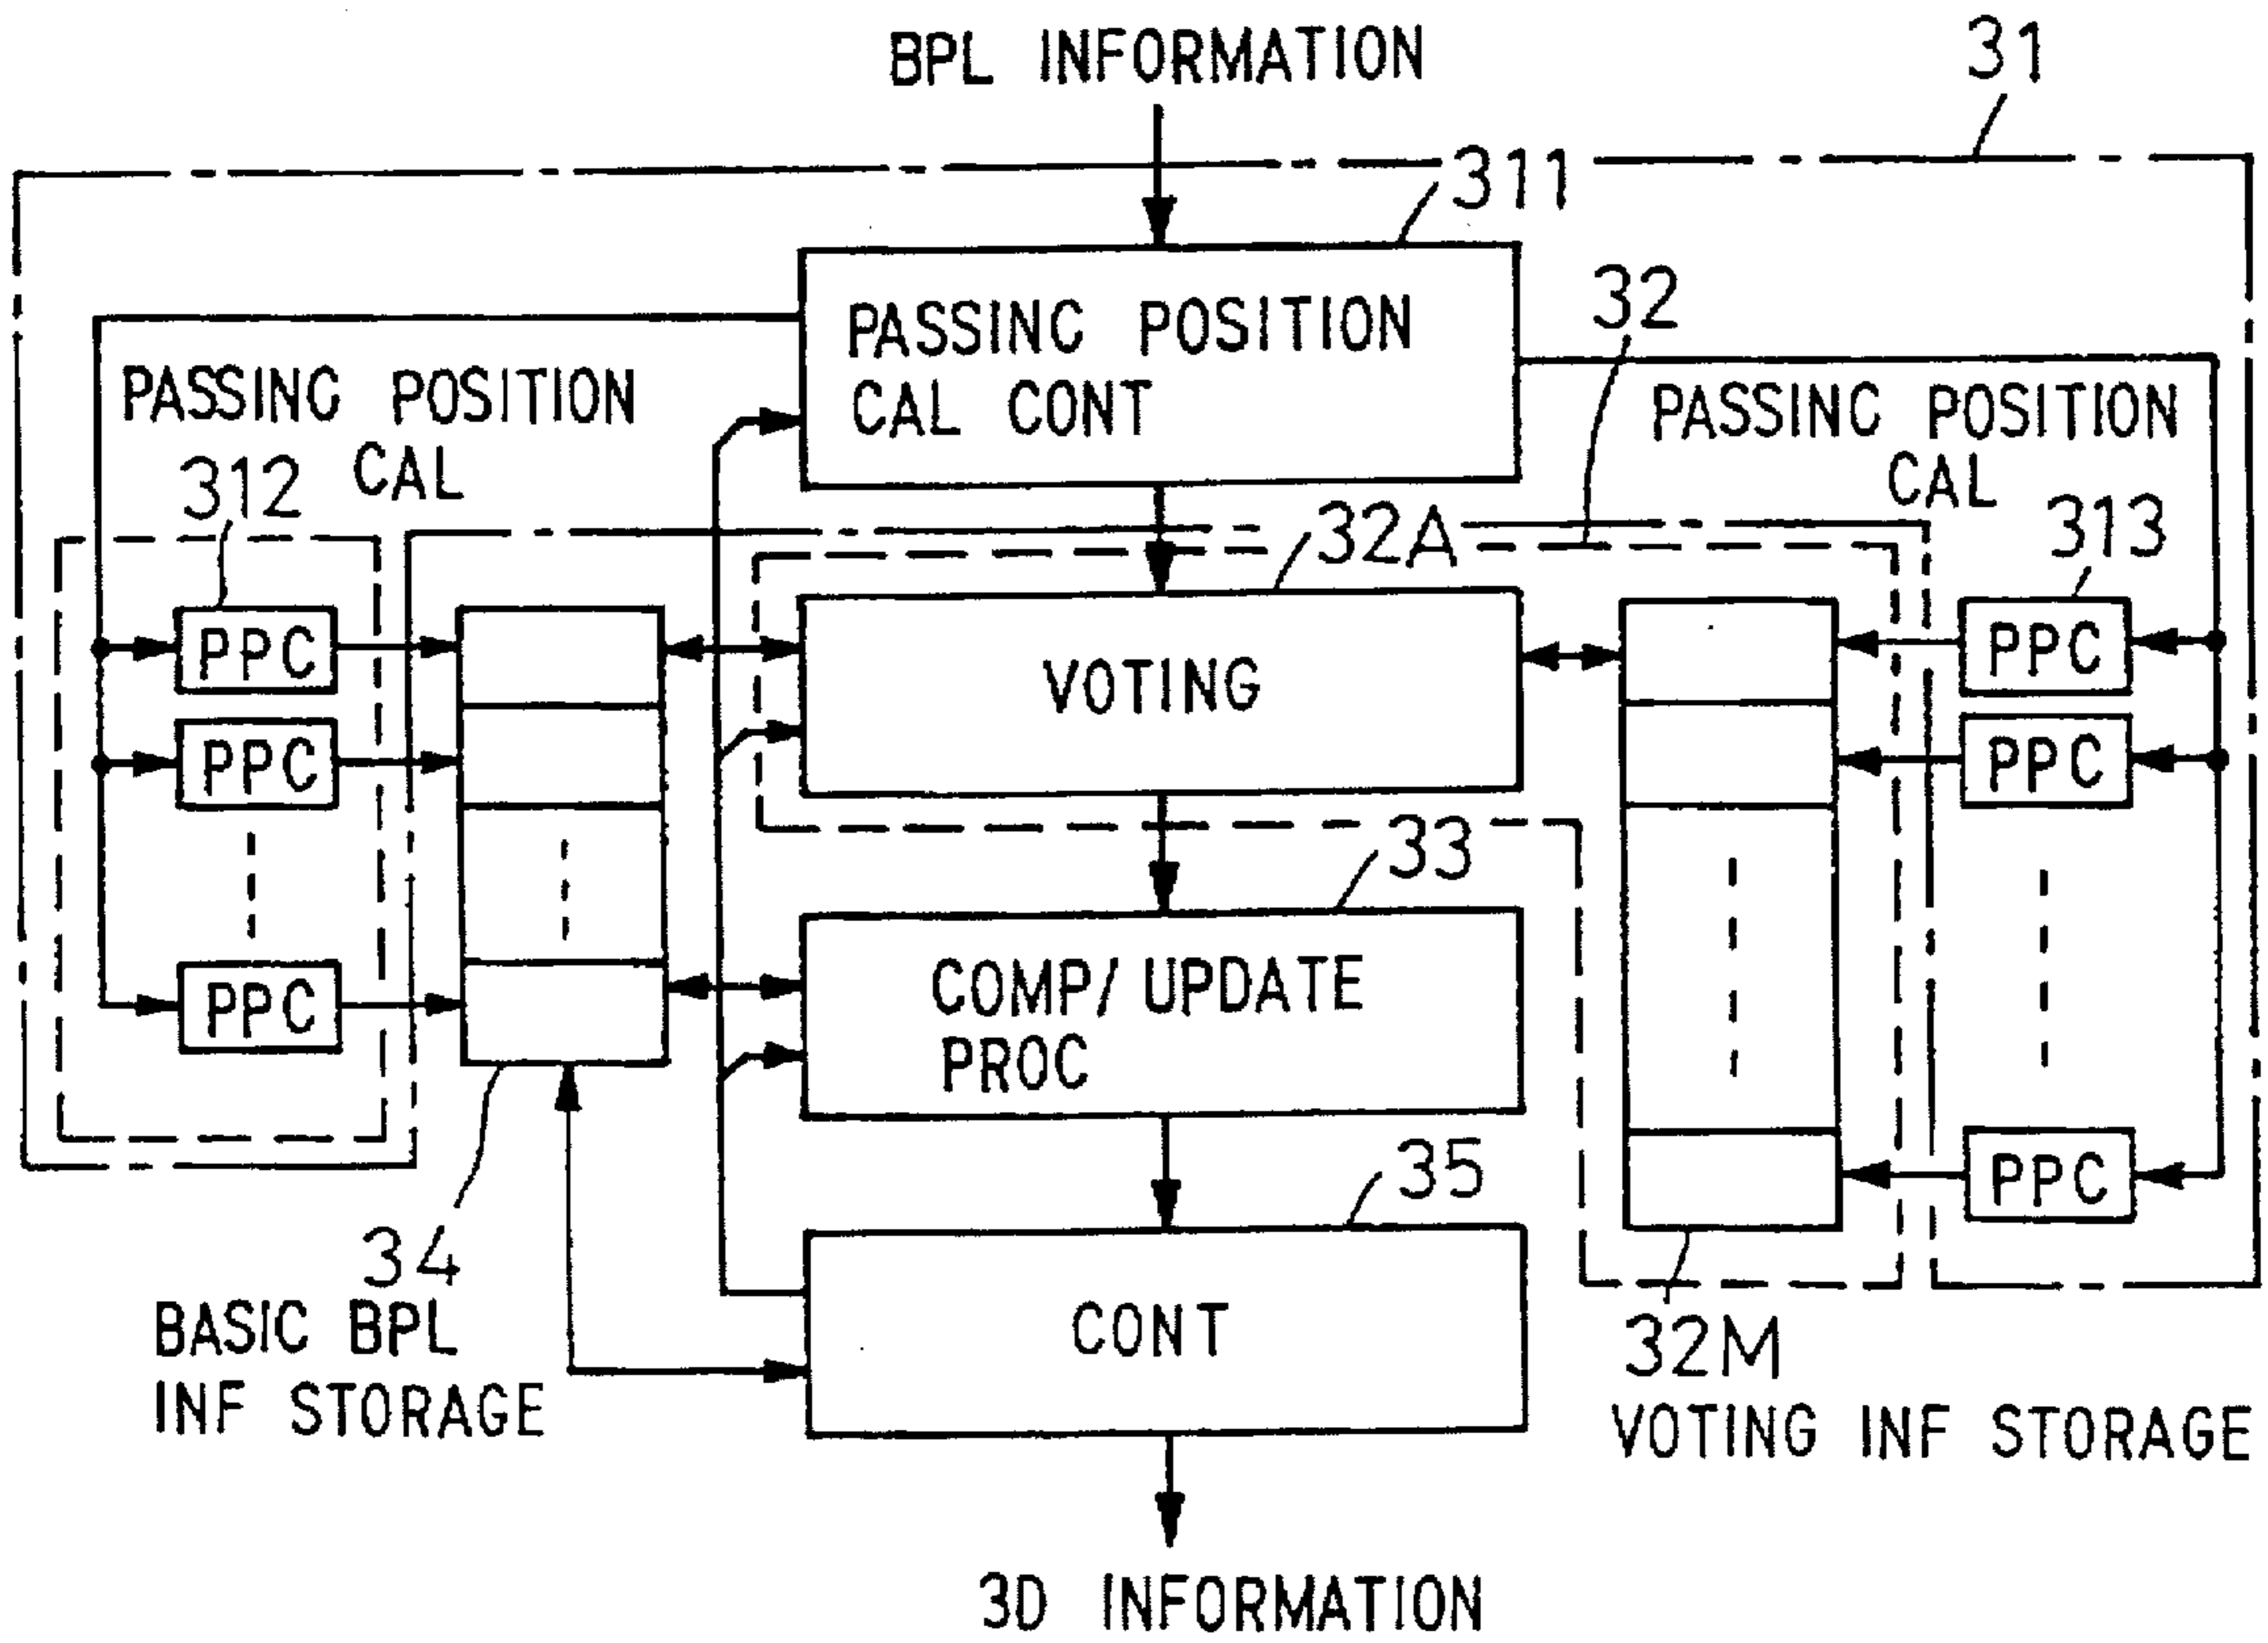 BPL INFORMATION
31
311
PASSING POSITION
CAL CONT
32
PASSING POSITION
CAL
PASSING POSITION
CAL
312
32A
313
PPC
VOTING
PPC
PPC
PPC
33
COMP/UPDATE
PROC
PPC
PPC
35
34
BASIC BPL
INF STORAGE
CONT
32M
VOTING INF STORAGE
3D INFORMATION